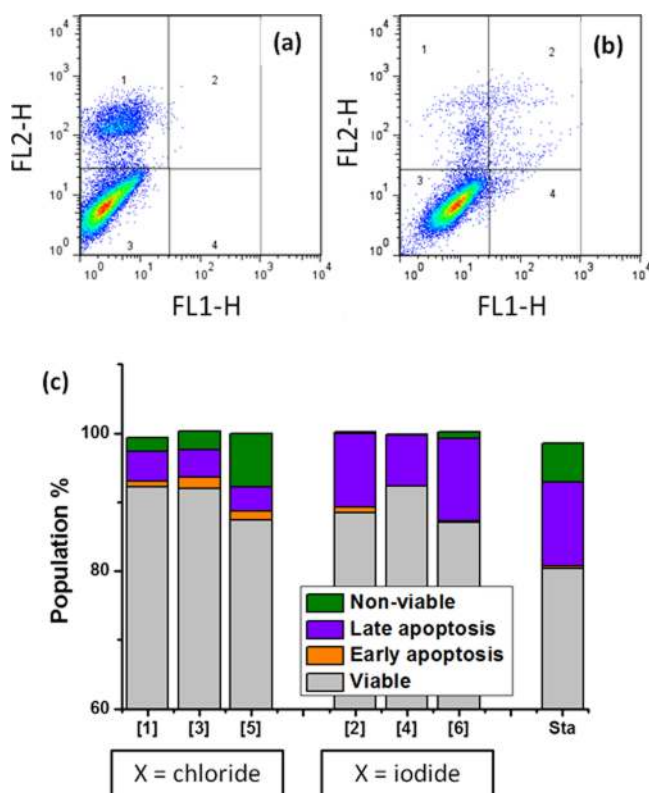 (a)
(b)
10⁴ 10³ 10² 10¹ 10⁰
FL2-H
1 2
3 4
10⁰ 10¹ 10² 10³ 10⁴
FL1-H
10⁴ 10³ 10² 10¹ 10⁰
FL2-H
1 2
3 4
10⁰ 10¹ 10² 10³ 10⁴
FL1-H
(c)
100
80
60
Population %
Non-viable
Late apoptosis
Early apoptosis
Viable
[1] [3] [5] [2] [4] [6] Sta
X = chloride X = iodide